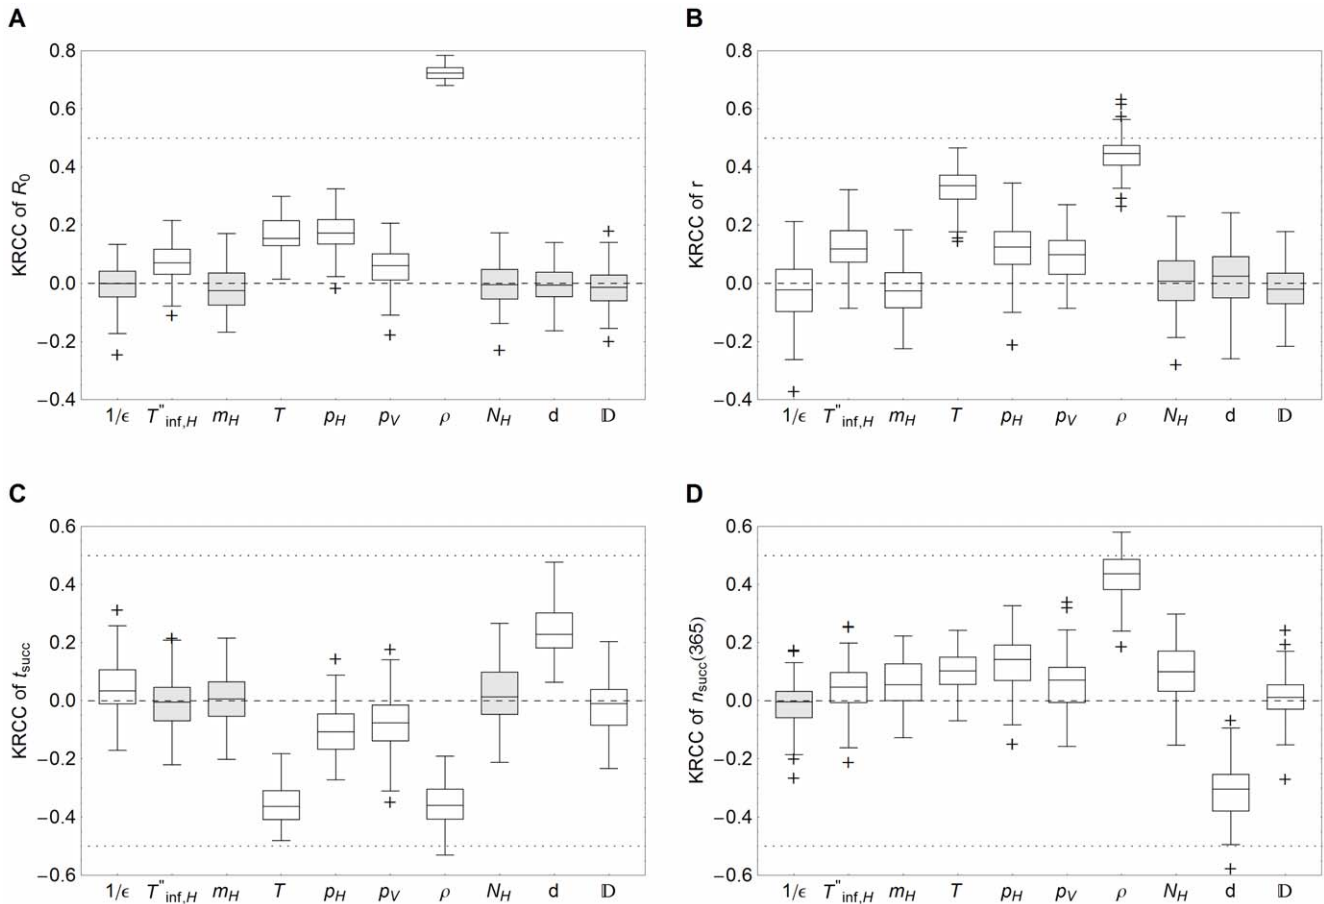 A
KRCC of R₀
0.8
0.6
0.4
0.2
0.0
−0.2
−0.4
1/ϵ T"inf,H mH T pH pV ρ NH d 𝔻
B
KRCC of r
0.8
0.6
0.4
0.2
0.0
−0.2
−0.4
1/ϵ T"inf,H mH T pH pV ρ NH d 𝔻
C
KRCC of tsucc
0.6
0.4
0.2
0.0
−0.2
−0.4
−0.6
1/ϵ T"inf,H mH T pH pV ρ NH d 𝔻
D
KRCC of nsucc(365)
0.6
0.4
0.2
0.0
−0.2
−0.4
−0.6
1/ϵ T"inf,H mH T pH pV ρ NH d 𝔻